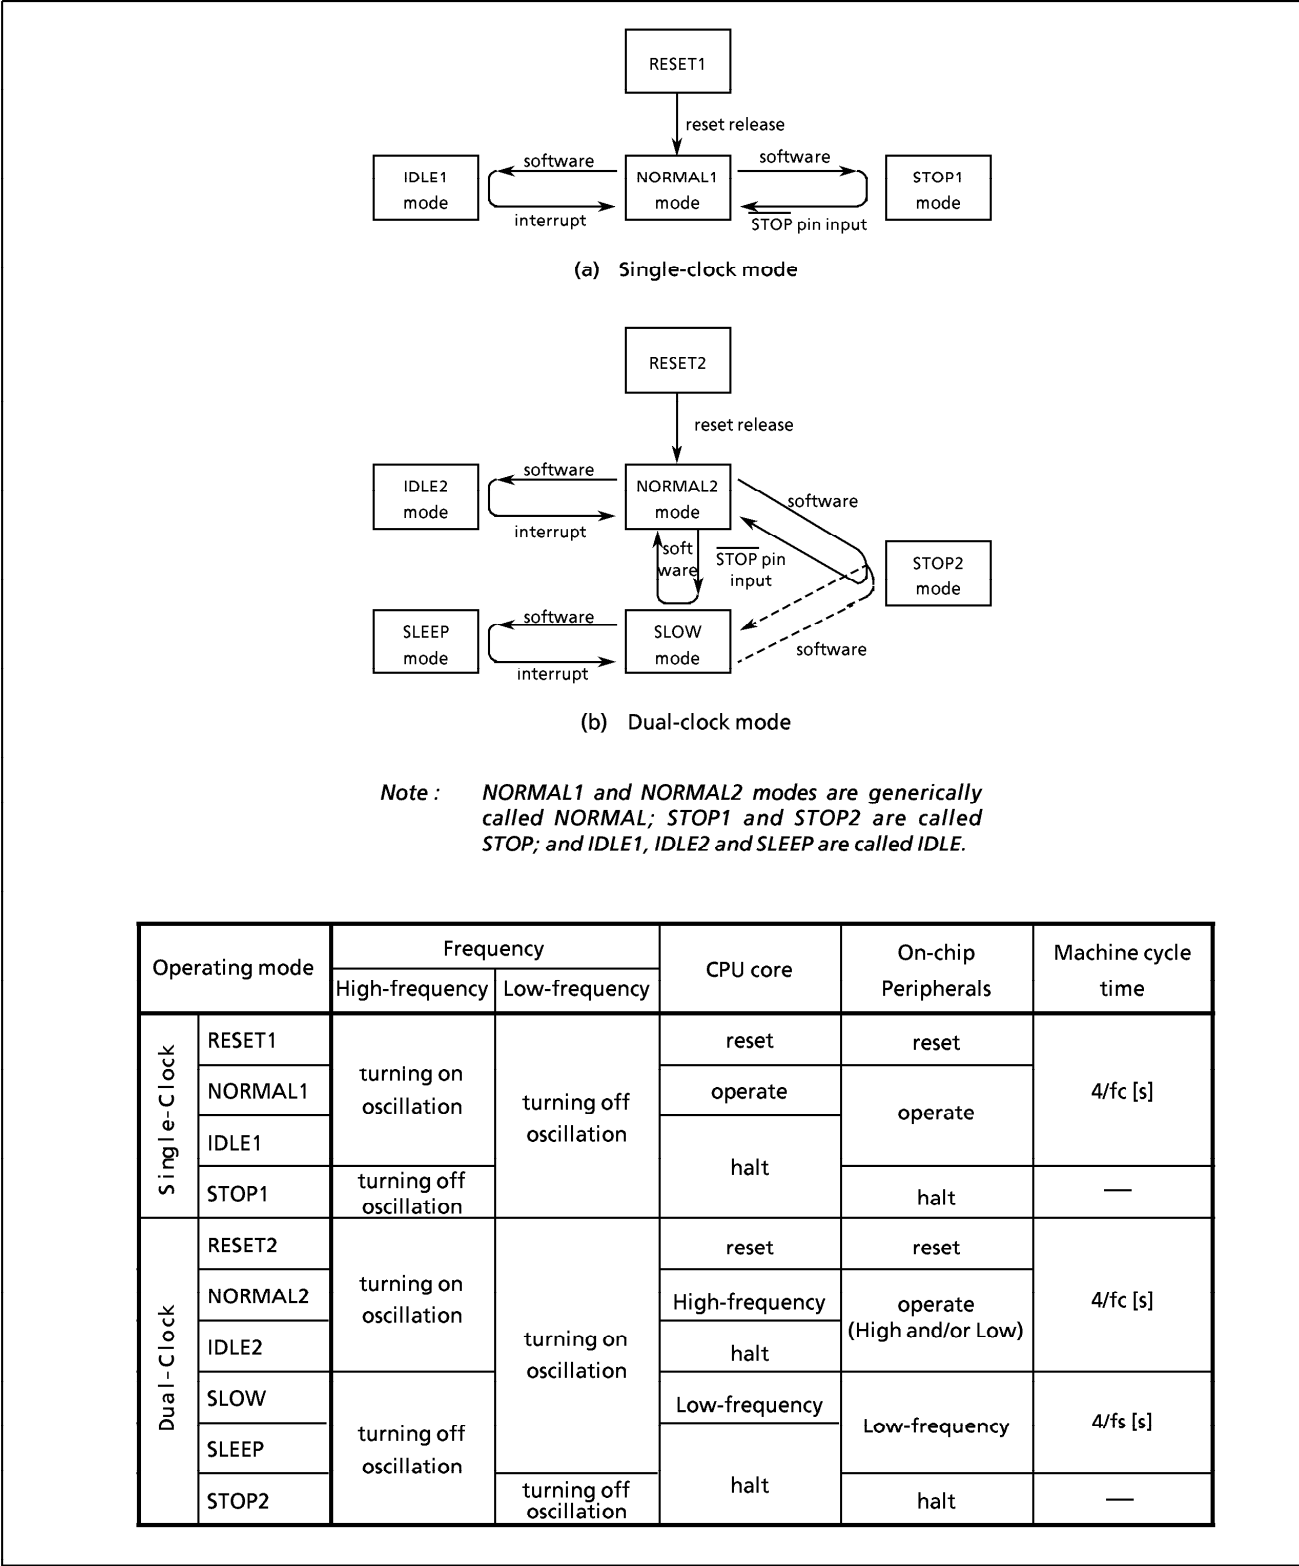 RESET1
reset release
IDLE1
mode
software
interrupt
NORMAL1
mode
software
STOP pin input
STOP1
mode
(a) Single-clock mode
RESET2
reset release
IDLE2
mode
software
interrupt
NORMAL2
mode
software
soft
ware
STOP pin
input
STOP2
mode
SLEEP
mode
software
interrupt
SLOW
mode
software
(b) Dual-clock mode
Note : NORMAL1 and NORMAL2 modes are generically
called NORMAL; STOP1 and STOP2 are called
STOP; and IDLE1, IDLE2 and SLEEP are called IDLE.
Operating mode
Frequency
High-frequency
Low-frequency
CPU core
On-chip
Peripherals
Machine cycle
time
Single-Clock
RESET1
NORMAL1
IDLE1
STOP1
turning on
oscillation
turning off
oscillation
turning off
oscillation
reset
operate
halt
reset
operate
halt
4/fc [s]
—
Dual-Clock
RESET2
NORMAL2
IDLE2
SLOW
SLEEP
STOP2
turning on
oscillation
turning off
oscillation
turning on
oscillation
turning off
oscillation
reset
High-frequency
halt
Low-frequency
halt
reset
operate
(High and/or Low)
Low-frequency
halt
4/fc [s]
4/fs [s]
—